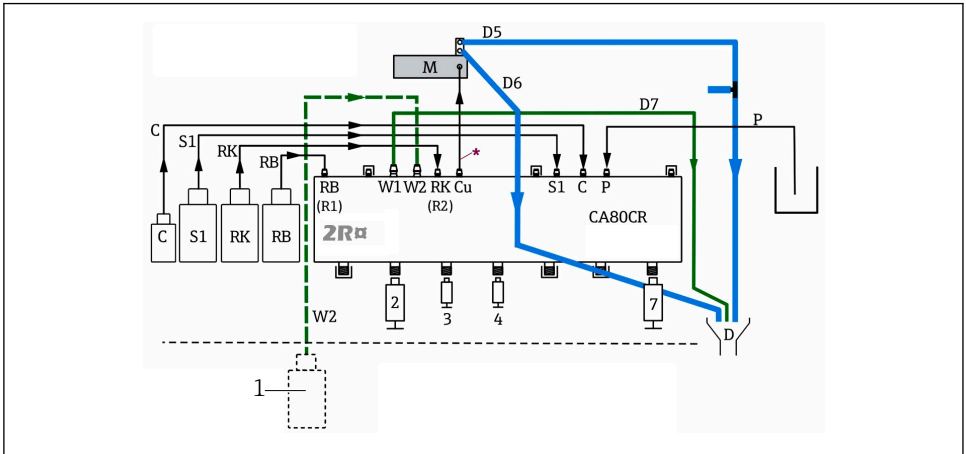 D5
M
D6
D7
C
S1
P
RK
*
RB
RB
W1
W2
RK
Cu
S1
C
P
(R1)
(R2)
CA80CR
C
S1
RK
RB
2R¤
2
3
4
7
W2
D
1